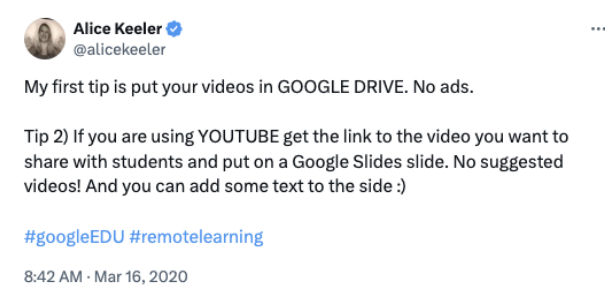 Alice Keeler
@alicekeeler
My first tip is put your videos in GOOGLE DRIVE. No ads.
Tip 2) If you are using YOUTUBE get the link to the video you want to
share with students and put on a Google Slides slide. No suggested
videos! And you can add some text to the side :)
#googleEDU #remotelearning
8:42 AM · Mar 16, 2020